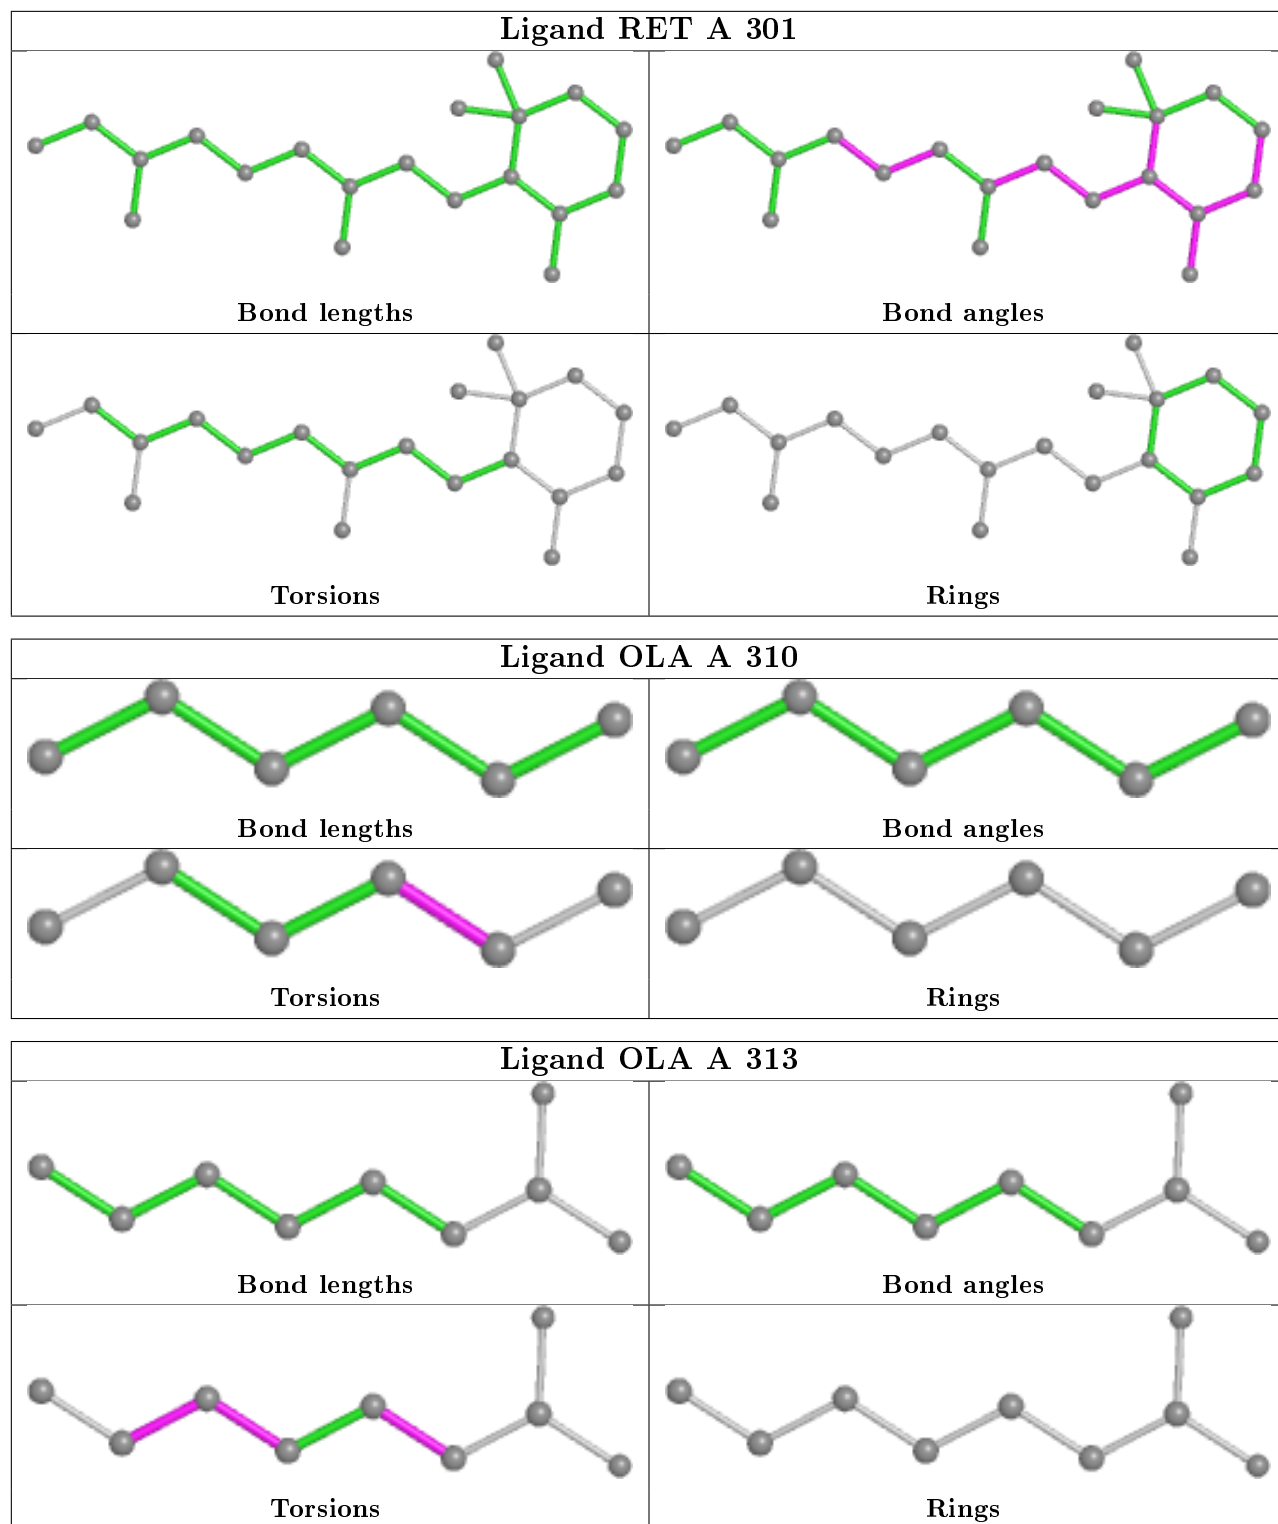 Ligand RET A 301
Bond lengths
Bond angles
Torsions
Rings
Ligand OLA A 310
Bond lengths
Bond angles
Torsions
Rings
Ligand OLA A 313
Bond lengths
Bond angles
Torsions
Rings